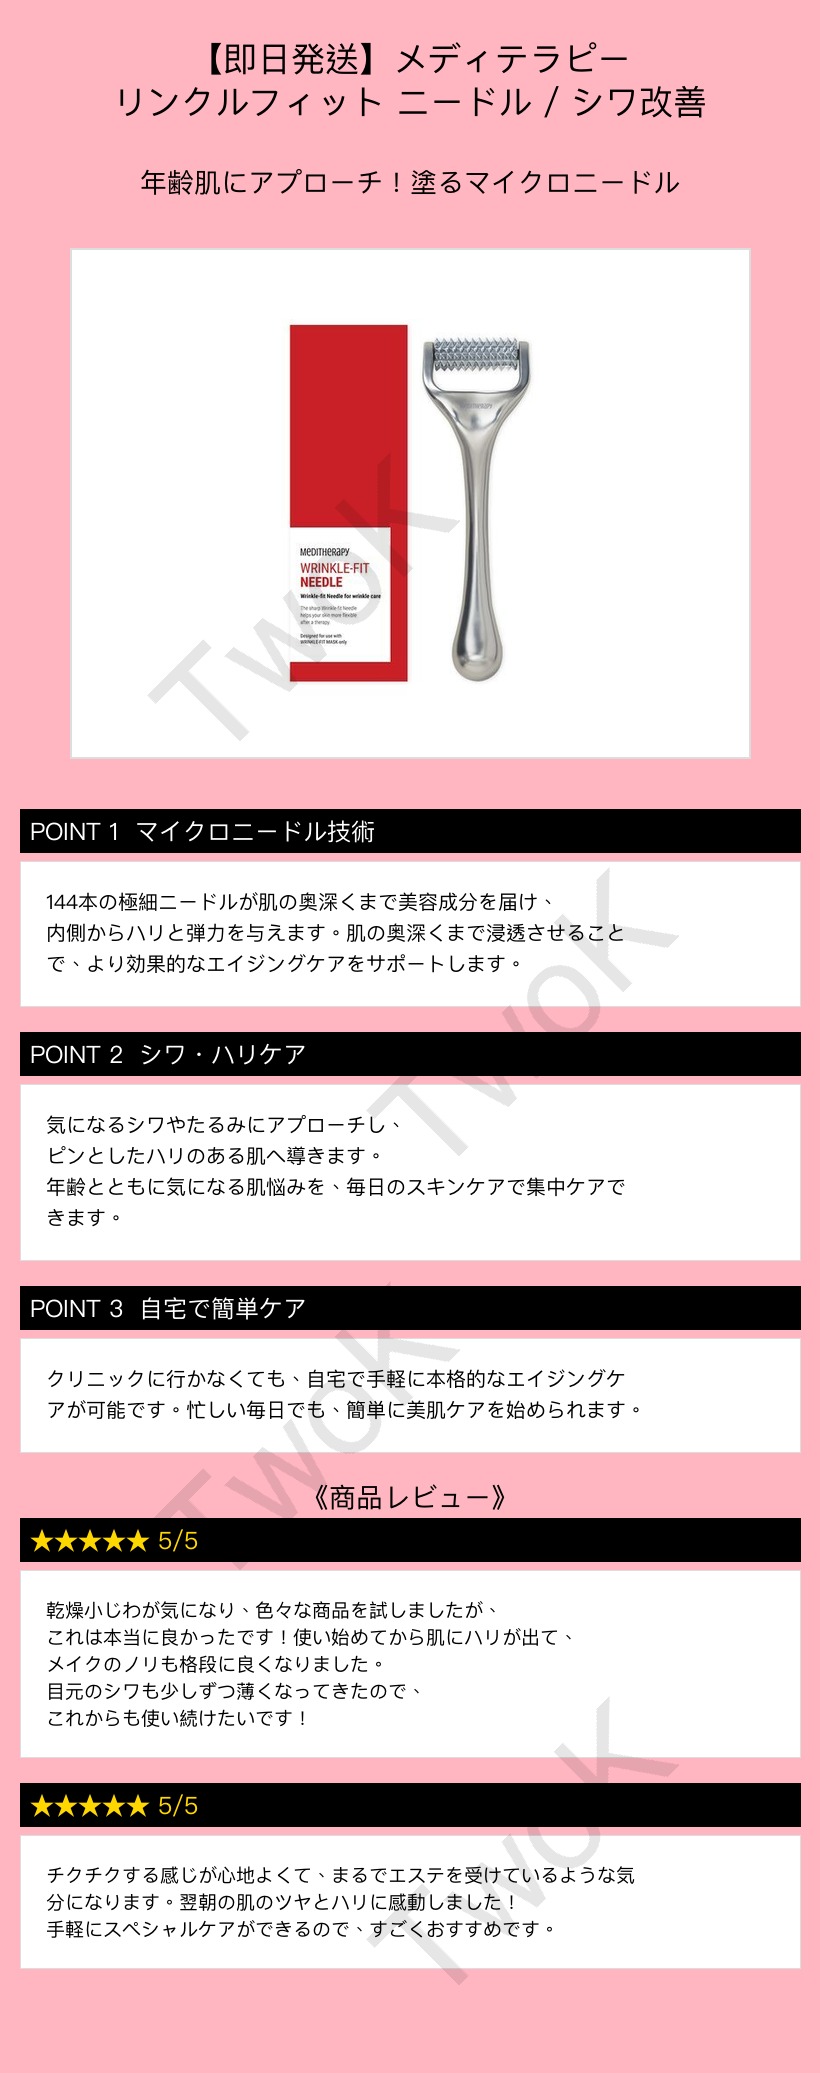 【即日発送】メディテラピー
リンクルフィット ニードル / シワ改善
年齢肌にアプローチ！塗るマイクロニードル
MEDITHERAPY
WRINKLE-FIT
NEEDLE
Wrinkle-fit Needle for wrinkle care
The sharp Wrinkle-fit Needle
helps your skin more flexibly
after a therapy.
Designed for use with
WRINKLE-FIT MASK only
MEDITHERAPY
TwoK
POINT 1 マイクロニードル技術
144本の極細ニードルが肌の奥深くまで美容成分を届け、
内側からハリと弾力を与えます。肌の奥深くまで浸透させること
で、より効果的なエイジングケアをサポートします。
TwoK
POINT 2 シワ・ハリケア
気になるシワやたるみにアプローチし、
ピンとしたハリのある肌へ導きます。
年齢とともに気になる肌悩みを、毎日のスキンケアで集中ケアで
きます。
POINT 3 自宅で簡単ケア
クリニックに行かなくても、自宅で手軽に本格的なエイジングケ
アが可能です。忙しい毎日でも、簡単に美肌ケアを始められます。
TwoK
《商品レビュー》
★★★★★ 5/5
乾燥小じわが気になり、色々な商品を試しましたが、
これは本当に良かったです！使い始めてから肌にハリが出て、
メイクのノリも格段に良くなりました。
目元のシワも少しずつ薄くなってきたので、
これからも使い続けたいです！
★★★★★ 5/5
チクチクする感じが心地よくて、まるでエステを受けているような気
分になります。翌朝の肌のツヤとハリに感動しました！
手軽にスペシャルケアができるので、すごくおすすめです。
TwoK